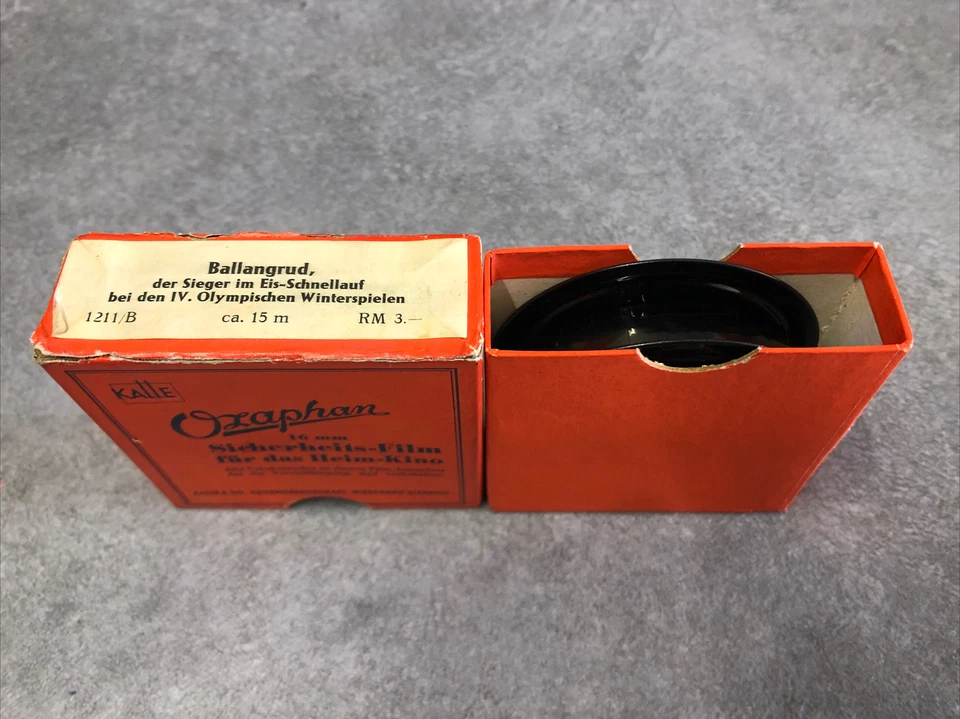 Ballangrud,
der Sieger im Eis-Schnellauf
bei den IV. Olympischen Winterspielen
1211/B ca. 15 m RM 3.—
KALLE
Ozaphan
16 mm
Sicherheits-Film
für das Heim-Kino